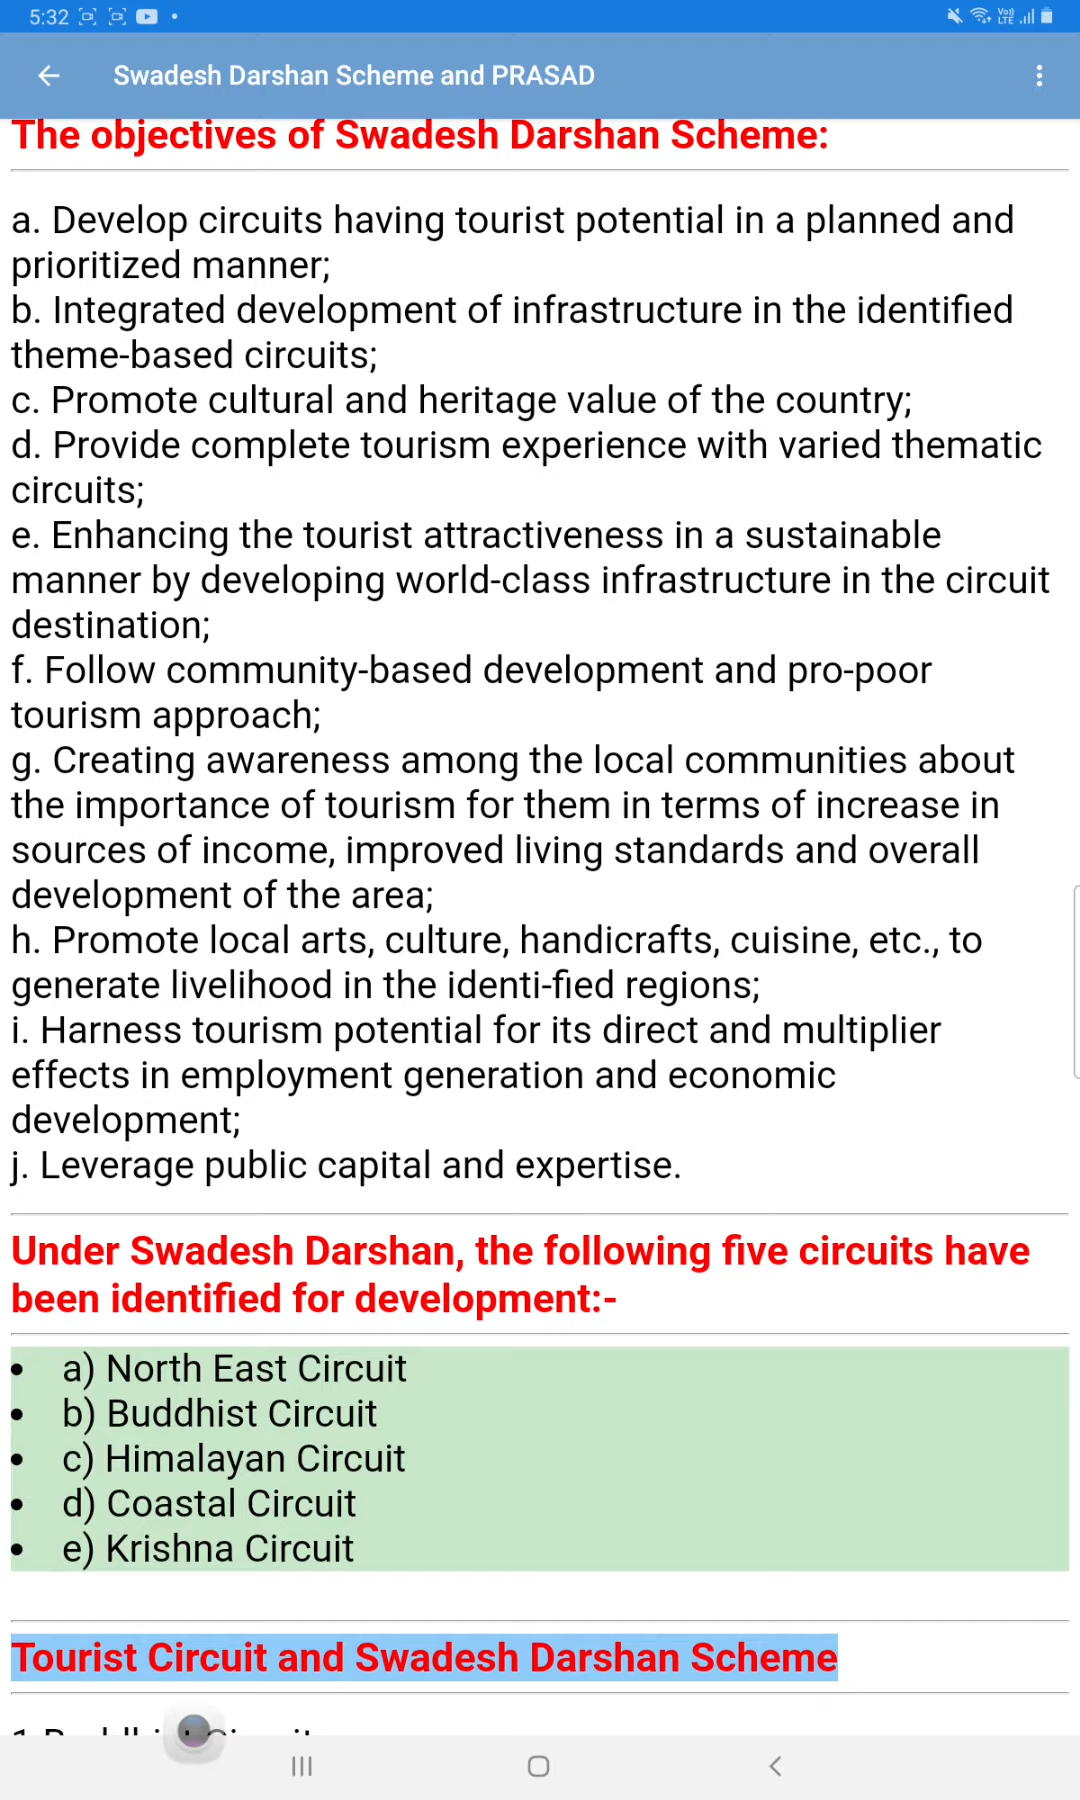 5:32
Vo))
LTE
Swadesh Darshan Scheme and PRASAD
The objectives of Swadesh Darshan Scheme:
a. Develop circuits having tourist potential in a planned and
prioritized manner;
b. Integrated development of infrastructure in the identified
theme-based circuits;
c. Promote cultural and heritage value of the country;
d. Provide complete tourism experience with varied thematic
circuits;
e. Enhancing the tourist attractiveness in a sustainable
manner by developing world-class infrastructure in the circuit
destination;
f. Follow community-based development and pro-poor
tourism approach;
g. Creating awareness among the local communities about
the importance of tourism for them in terms of increase in
sources of income, improved living standards and overall
development of the area;
h. Promote local arts, culture, handicrafts, cuisine, etc., to
generate livelihood in the identi-fied regions;
i. Harness tourism potential for its direct and multiplier
effects in employment generation and economic
development;
j. Leverage public capital and expertise.
Under Swadesh Darshan, the following five circuits have
been identified for development:-
• a) North East Circuit
• b) Buddhist Circuit
• c) Himalayan Circuit
• d) Coastal Circuit
• e) Krishna Circuit
Tourist Circuit and Swadesh Darshan Scheme